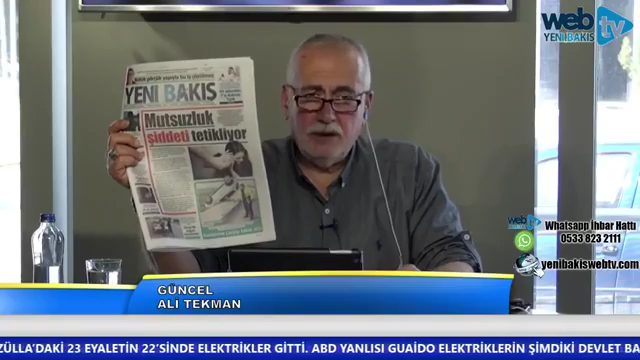 web tv
YENİ BAKIŞ
YENİ BAKIŞ
Mutsuzluk
şiddeti tetikliyor
web tv
Whatsapp İhbar Hattı
0533 823 2111
yenibakiswebtv.com
GÜNCEL
ALİ TEKMAN
ZÜLLA'DAKİ 23 EYALETİN 22'SİNDE ELEKTRİKLER GİTTİ. ABD YANLISI GUAİDO ELEKTRİKLERİN ŞİMDİKİ DEVLET BA